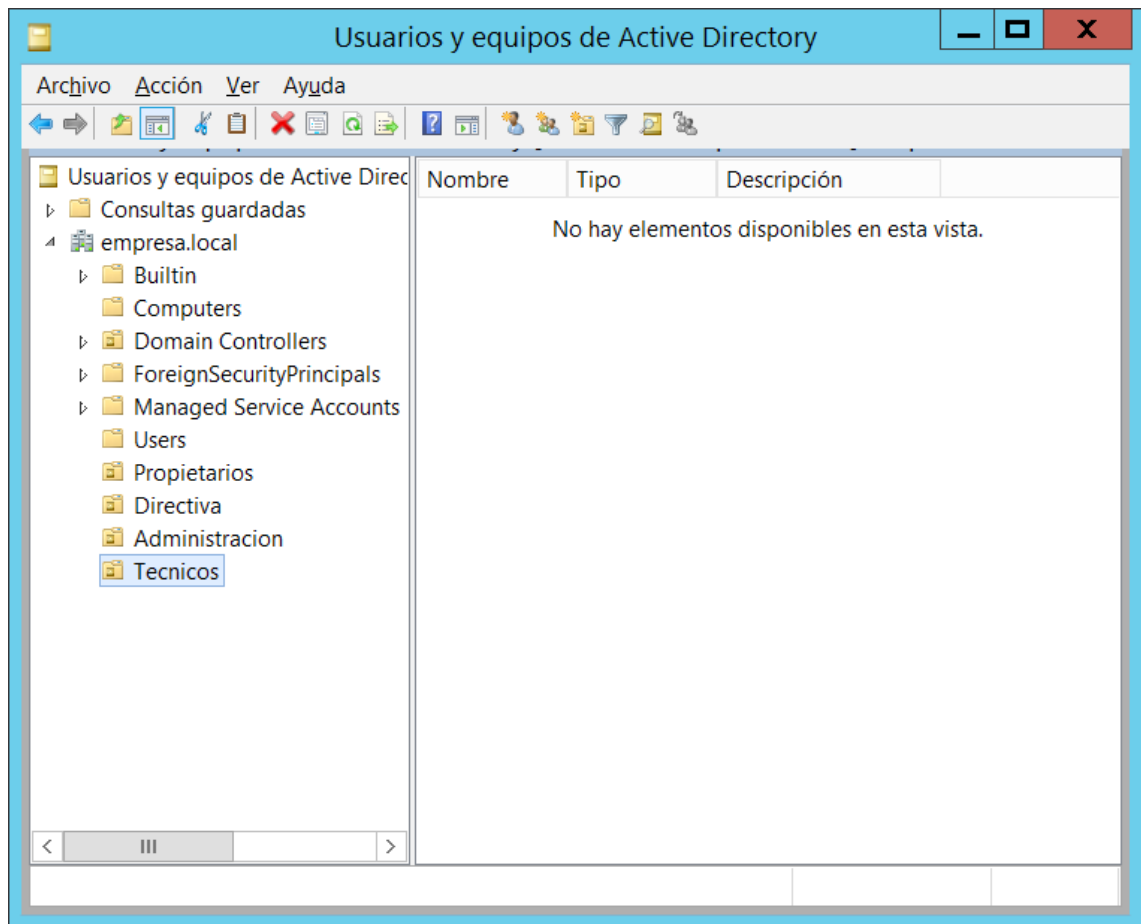 Usuarios y equipos de Active Directory
Archivo Acción Ver Ayuda
Usuarios y equipos de Active Direc
Consultas guardadas
empresa.local
Builtin
Computers
Domain Controllers
ForeignSecurityPrincipals
Managed Service Accounts
Users
Propietarios
Directiva
Administracion
Tecnicos
Nombre Tipo Descripción
No hay elementos disponibles en esta vista.